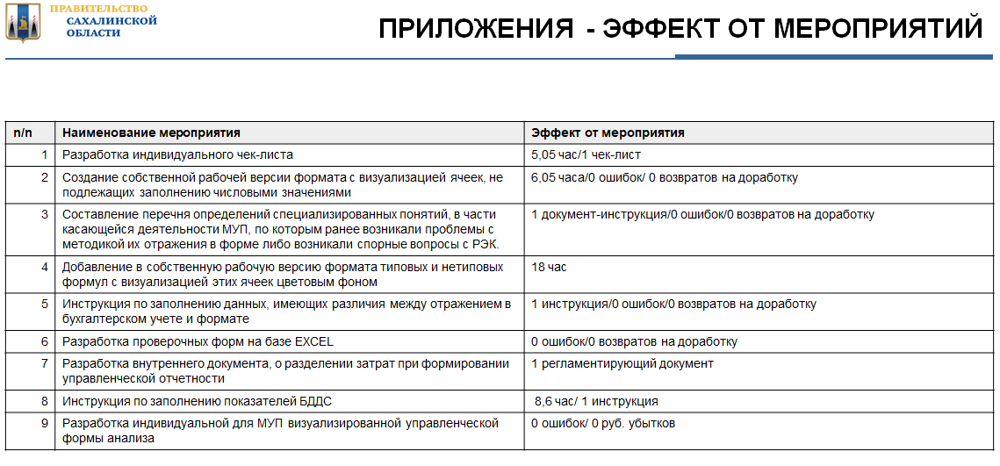 ПРАВИТЕЛЬСТВО
САХАЛИНСКОЙ
ОБЛАСТИ
ПРИЛОЖЕНИЯ - ЭФФЕКТ ОТ МЕРОПРИЯТИЙ
п/п Наименование мероприятия Эффект от мероприятия
1 Разработка индивидуального чек-листа 5,05 час/1 чек-лист
2 Создание собственной рабочей версии формата с визуализацией ячеек, не 6,05 часа/0 ошибок/ 0 возвратов на доработку
подлежащих заполнению числовыми значениями
3 Составление перечня определений специализированных понятий, в части 1 документ-инструкция/0 ошибок/0 возвратов на доработку
касающейся деятельности МУП, по которым ранее возникали проблемы с
методикой их отражения в форме либо возникали спорные вопросы с РЭК.
4 Добавление в собственную рабочую версию формата типовых и нетиповых 18 час
формул с визуализацией этих ячеек цветовым фоном
5 Инструкция по заполнению данных, имеющих различия между отражением в 1 инструкция/0 ошибок/0 возвратов на доработку
бухгалтерском учете и формате
6 Разработка проверочных форм на базе EXCEL 0 ошибок/0 возвратов на доработку
7 Разработка внутреннего документа, о разделении затрат при формировании 1 регламентирующий документ
управленческой отчетности
8 Инструкция по заполнению показателей БДДС 8,6 час/ 1 инструкция
9 Разработка индивидуальной для МУП визуализированной управленческой 0 ошибок/ 0 руб. убытков
формы анализа